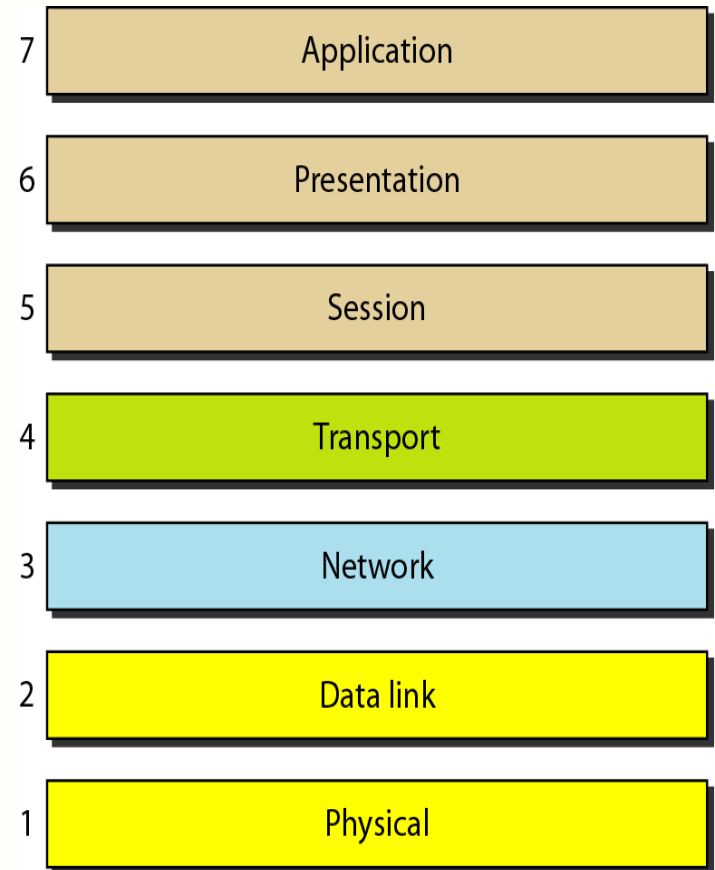 7 Application
6 Presentation
5 Session
4 Transport
3 Network
2 Data link
1 Physical